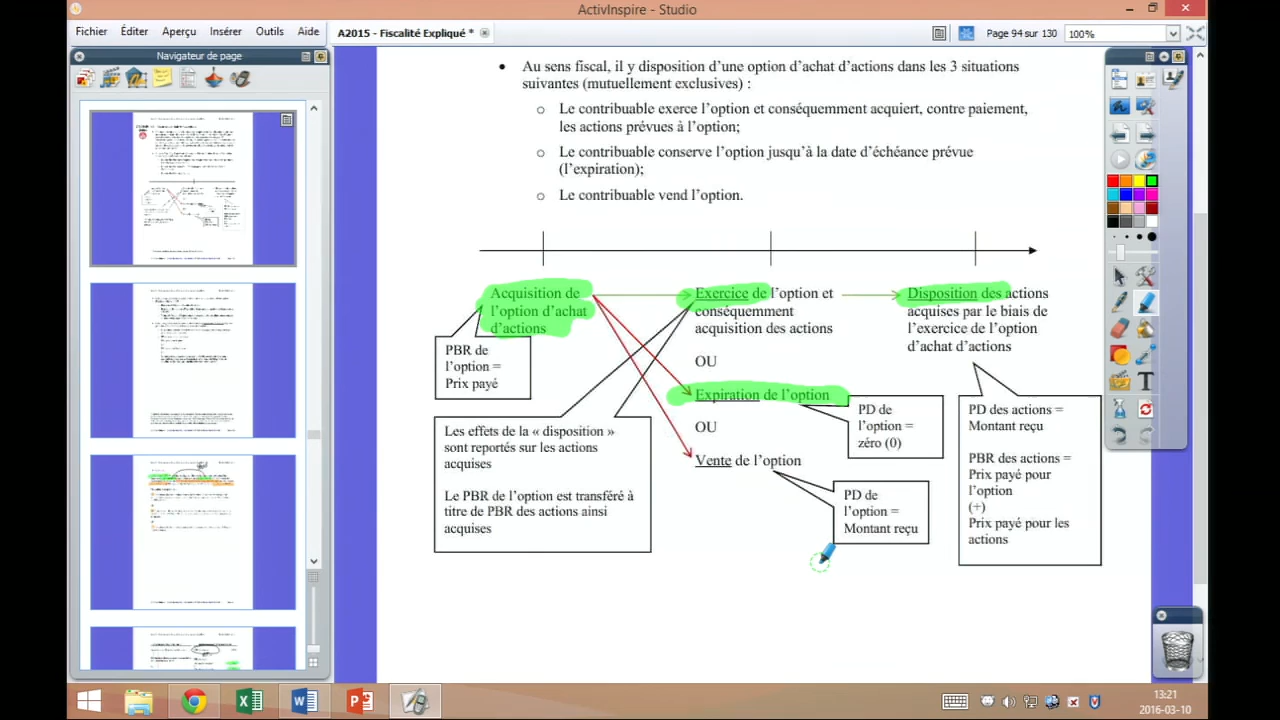 ActivInspire - Studio
Fichier Éditer Aperçu Insérer Outils Aide
A2015 - Fiscalité Expliqué *
Page 94 sur 130
100%
Navigateur de page
• Au sens fiscal, il y disposition d'une option d'achat d'actions dans les 3 situations
suivantes (mutuellement exclusives) :
o Le contribuable exerce l'option et conséquemment acquiert, contre paiement,
les actions prévues à l'option;
o Le contribuable conserve l'option jusqu'à la date d'échéance prévue
(l'expiration);
o Le contribuable vend l'option.
Acquisition de
l'option d'achat
d'actions
Exercice de l'option et
conséquemment
acquisition des actions
OU
Expiration de l'option
OU
Vente de l'option
Disposition des actions
acquises par le biais de
l'exercice de l'option
d'achat d'actions
PBR de
l'option =
Prix payé
Les effets de la « disposition »
sont reportés sur les actions
acquises
Le PBR de l'option est transféré à
titre de PBR des actions ainsi
acquises
PD de
l'option =
zéro (0)
PD de
l'option =
Montant reçu
PD des actions =
Montant reçu
PBR des actions =
Prix payé pour
l'option
(+)
Prix payé pour les
actions
13:21
2016-03-10